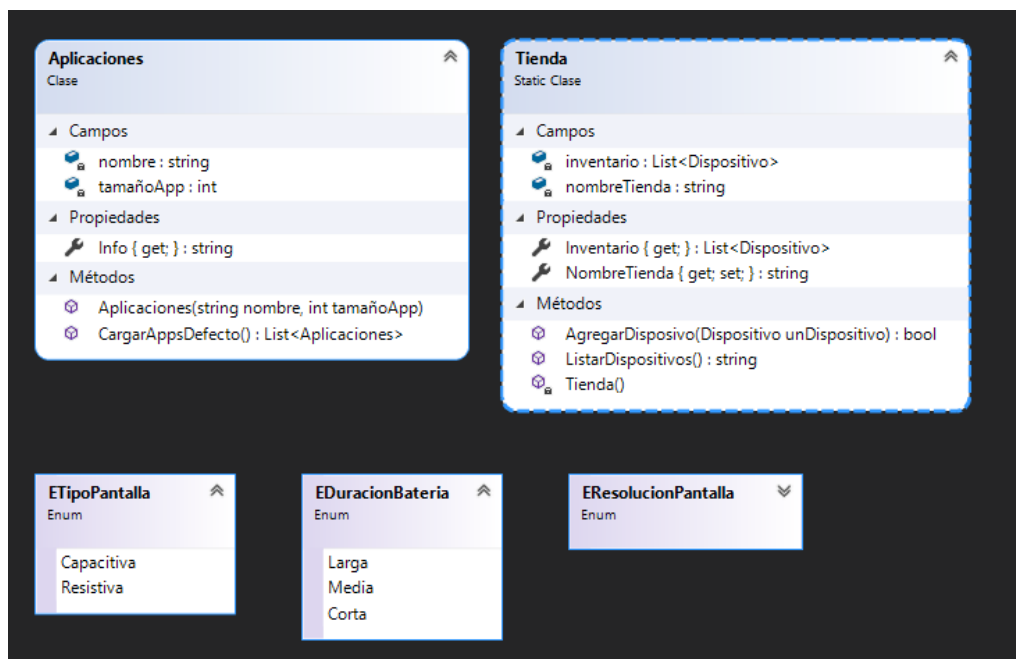 Aplicaciones
Clase
Campos
nombre : string
tamañoApp : int
Propiedades
Info { get; } : string
Métodos
Aplicaciones(string nombre, int tamañoApp)
CargarAppsDefecto() : List<Aplicaciones>
Tienda
Static Clase
Campos
inventario : List<Dispositivo>
nombreTienda : string
Propiedades
Inventario { get; } : List<Dispositivo>
NombreTienda { get; set; } : string
Métodos
AgregarDisposivo(Dispositivo unDispositivo) : bool
ListarDispositivos() : string
Tienda()
ETipoPantalla
Enum
Capacitiva
Resistiva
EDuracionBateria
Enum
Larga
Media
Corta
EResolucionPantalla
Enum